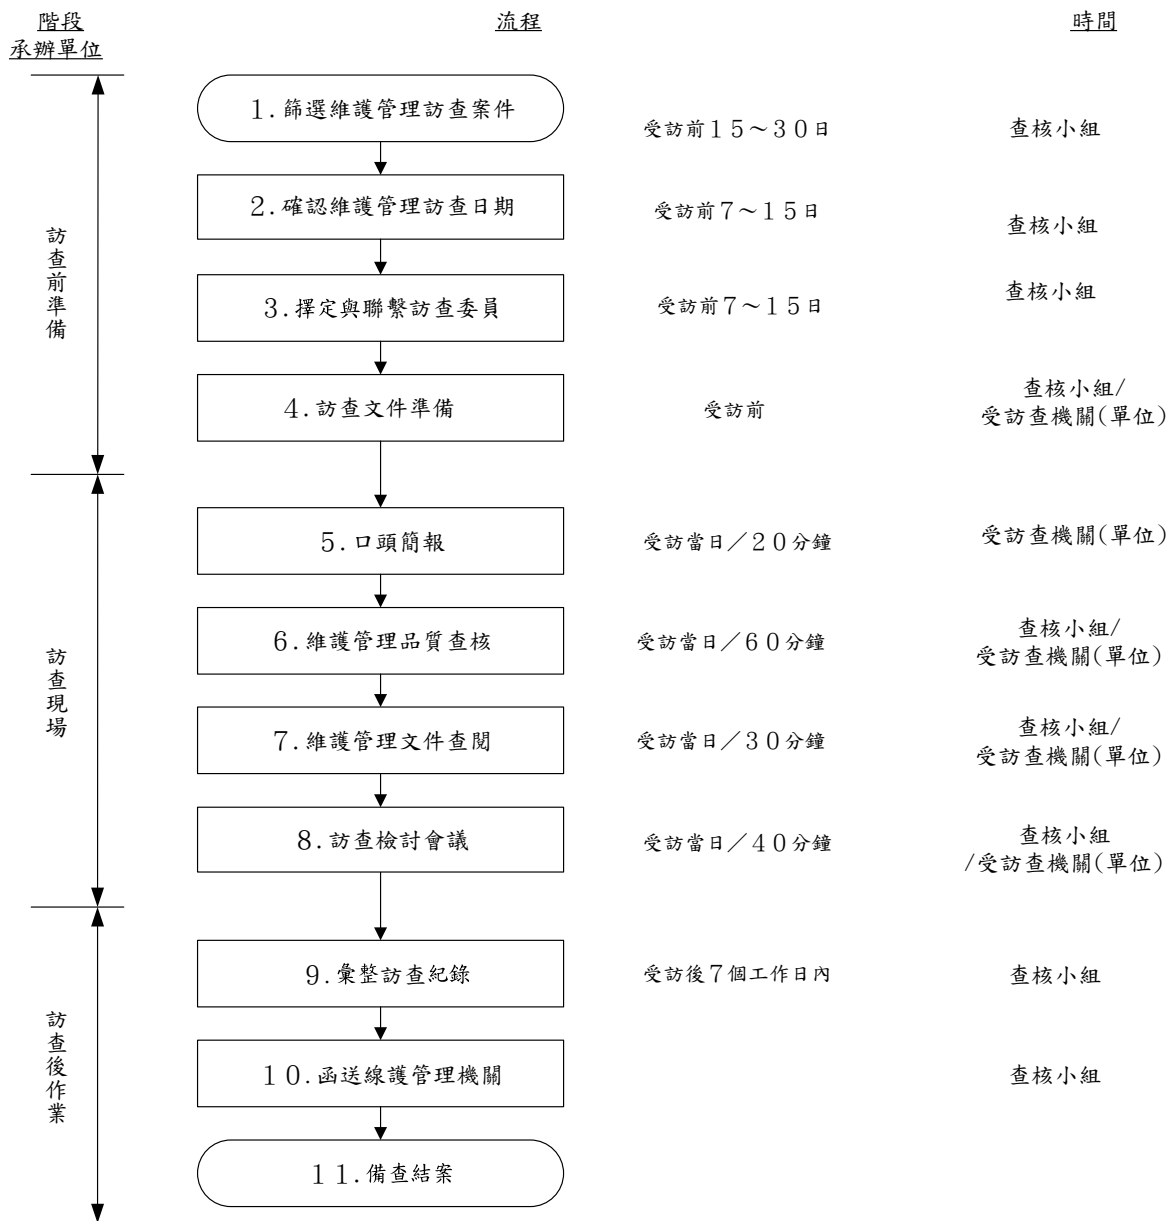 階段
承辦單位
流程
時間
訪查前準備
1.篩選維護管理訪查案件
受訪前15～30日
查核小組
2.確認維護管理訪查日期
受訪前7～15日
查核小組
3.擇定與聯繫訪查委員
受訪前7～15日
查核小組
4.訪查文件準備
受訪前
查核小組/
受訪查機關(單位)
訪查現場
5.口頭簡報
受訪當日／20分鐘
受訪查機關(單位)
6.維護管理品質查核
受訪當日／60分鐘
查核小組/
受訪查機關(單位)
7.維護管理文件查閱
受訪當日／30分鐘
查核小組/
受訪查機關(單位)
8.訪查檢討會議
受訪當日／40分鐘
查核小組
/受訪查機關(單位)
訪查後作業
9.彙整訪查紀錄
受訪後7個工作日內
查核小組
10.函送線護管理機關
查核小組
11.備查結案